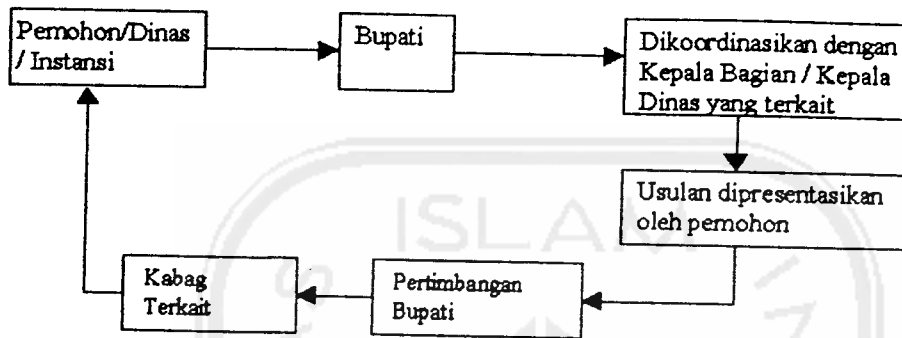 Pemohon/Dinas
/ Instansi
Bupati
Dikoordinasikan dengan
Kepala Bagian / Kepala
Dinas yang terkait
Usulan dipresentasikan
oleh pemohon
Pertimbangan
Bupati
Kabag
Terkait
ISLAM